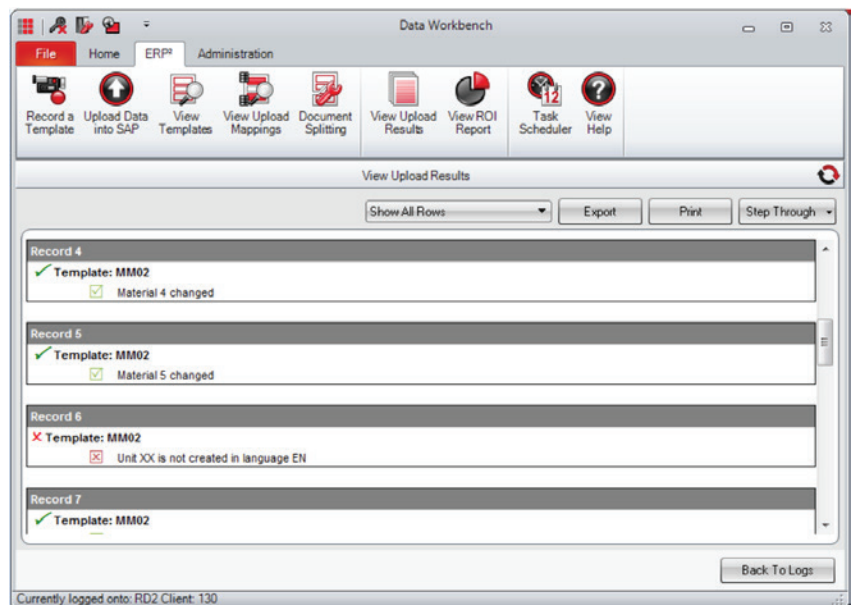 Data Workbench
File Home ERP² Administration
Record a Template
Upload Data into SAP
View Templates
View Upload Mappings
Document Splitting
View Upload Results
View ROI Report
12
Task Scheduler
View Help
View Upload Results
Show All Rows Export Print Step Through
Record 4
Template: MM02
Material 4 changed
Record 5
Template: MM02
Material 5 changed
Record 6
Template: MM02
Unit XX is not created in language EN
Record 7
Template: MM02
Back To Logs
Currently logged onto: RD2 Client: 130